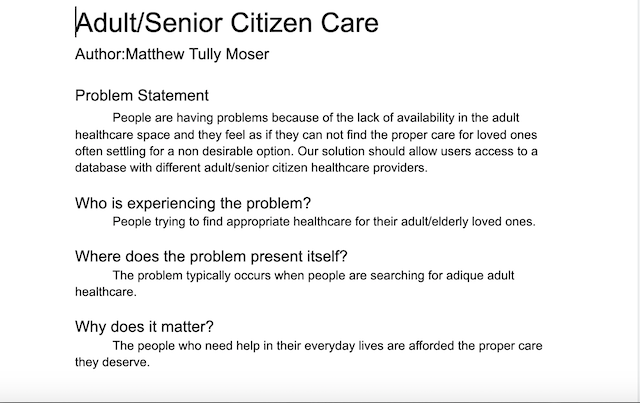 Adult/Senior Citizen Care
Author:Matthew Tully Moser
Problem Statement
People are having problems because of the lack of availability in the adult
healthcare space and they feel as if they can not find the proper care for loved ones
often settling for a non desirable option. Our solution should allow users access to a
database with different adult/senior citizen healthcare providers.
Who is experiencing the problem?
People trying to find appropriate healthcare for their adult/elderly loved ones.
Where does the problem present itself?
The problem typically occurs when people are searching for adique adult
healthcare.
Why does it matter?
The people who need help in their everyday lives are afforded the proper care
they deserve.